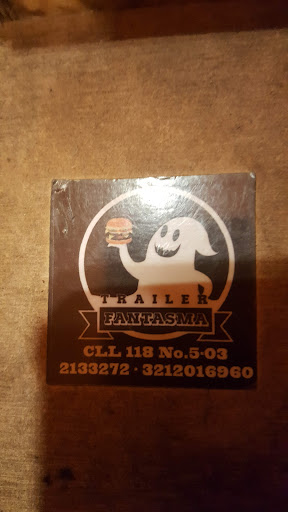 TRAILER
FANTASMA
CLL 118 No.5-03
2133272 · 3212016960